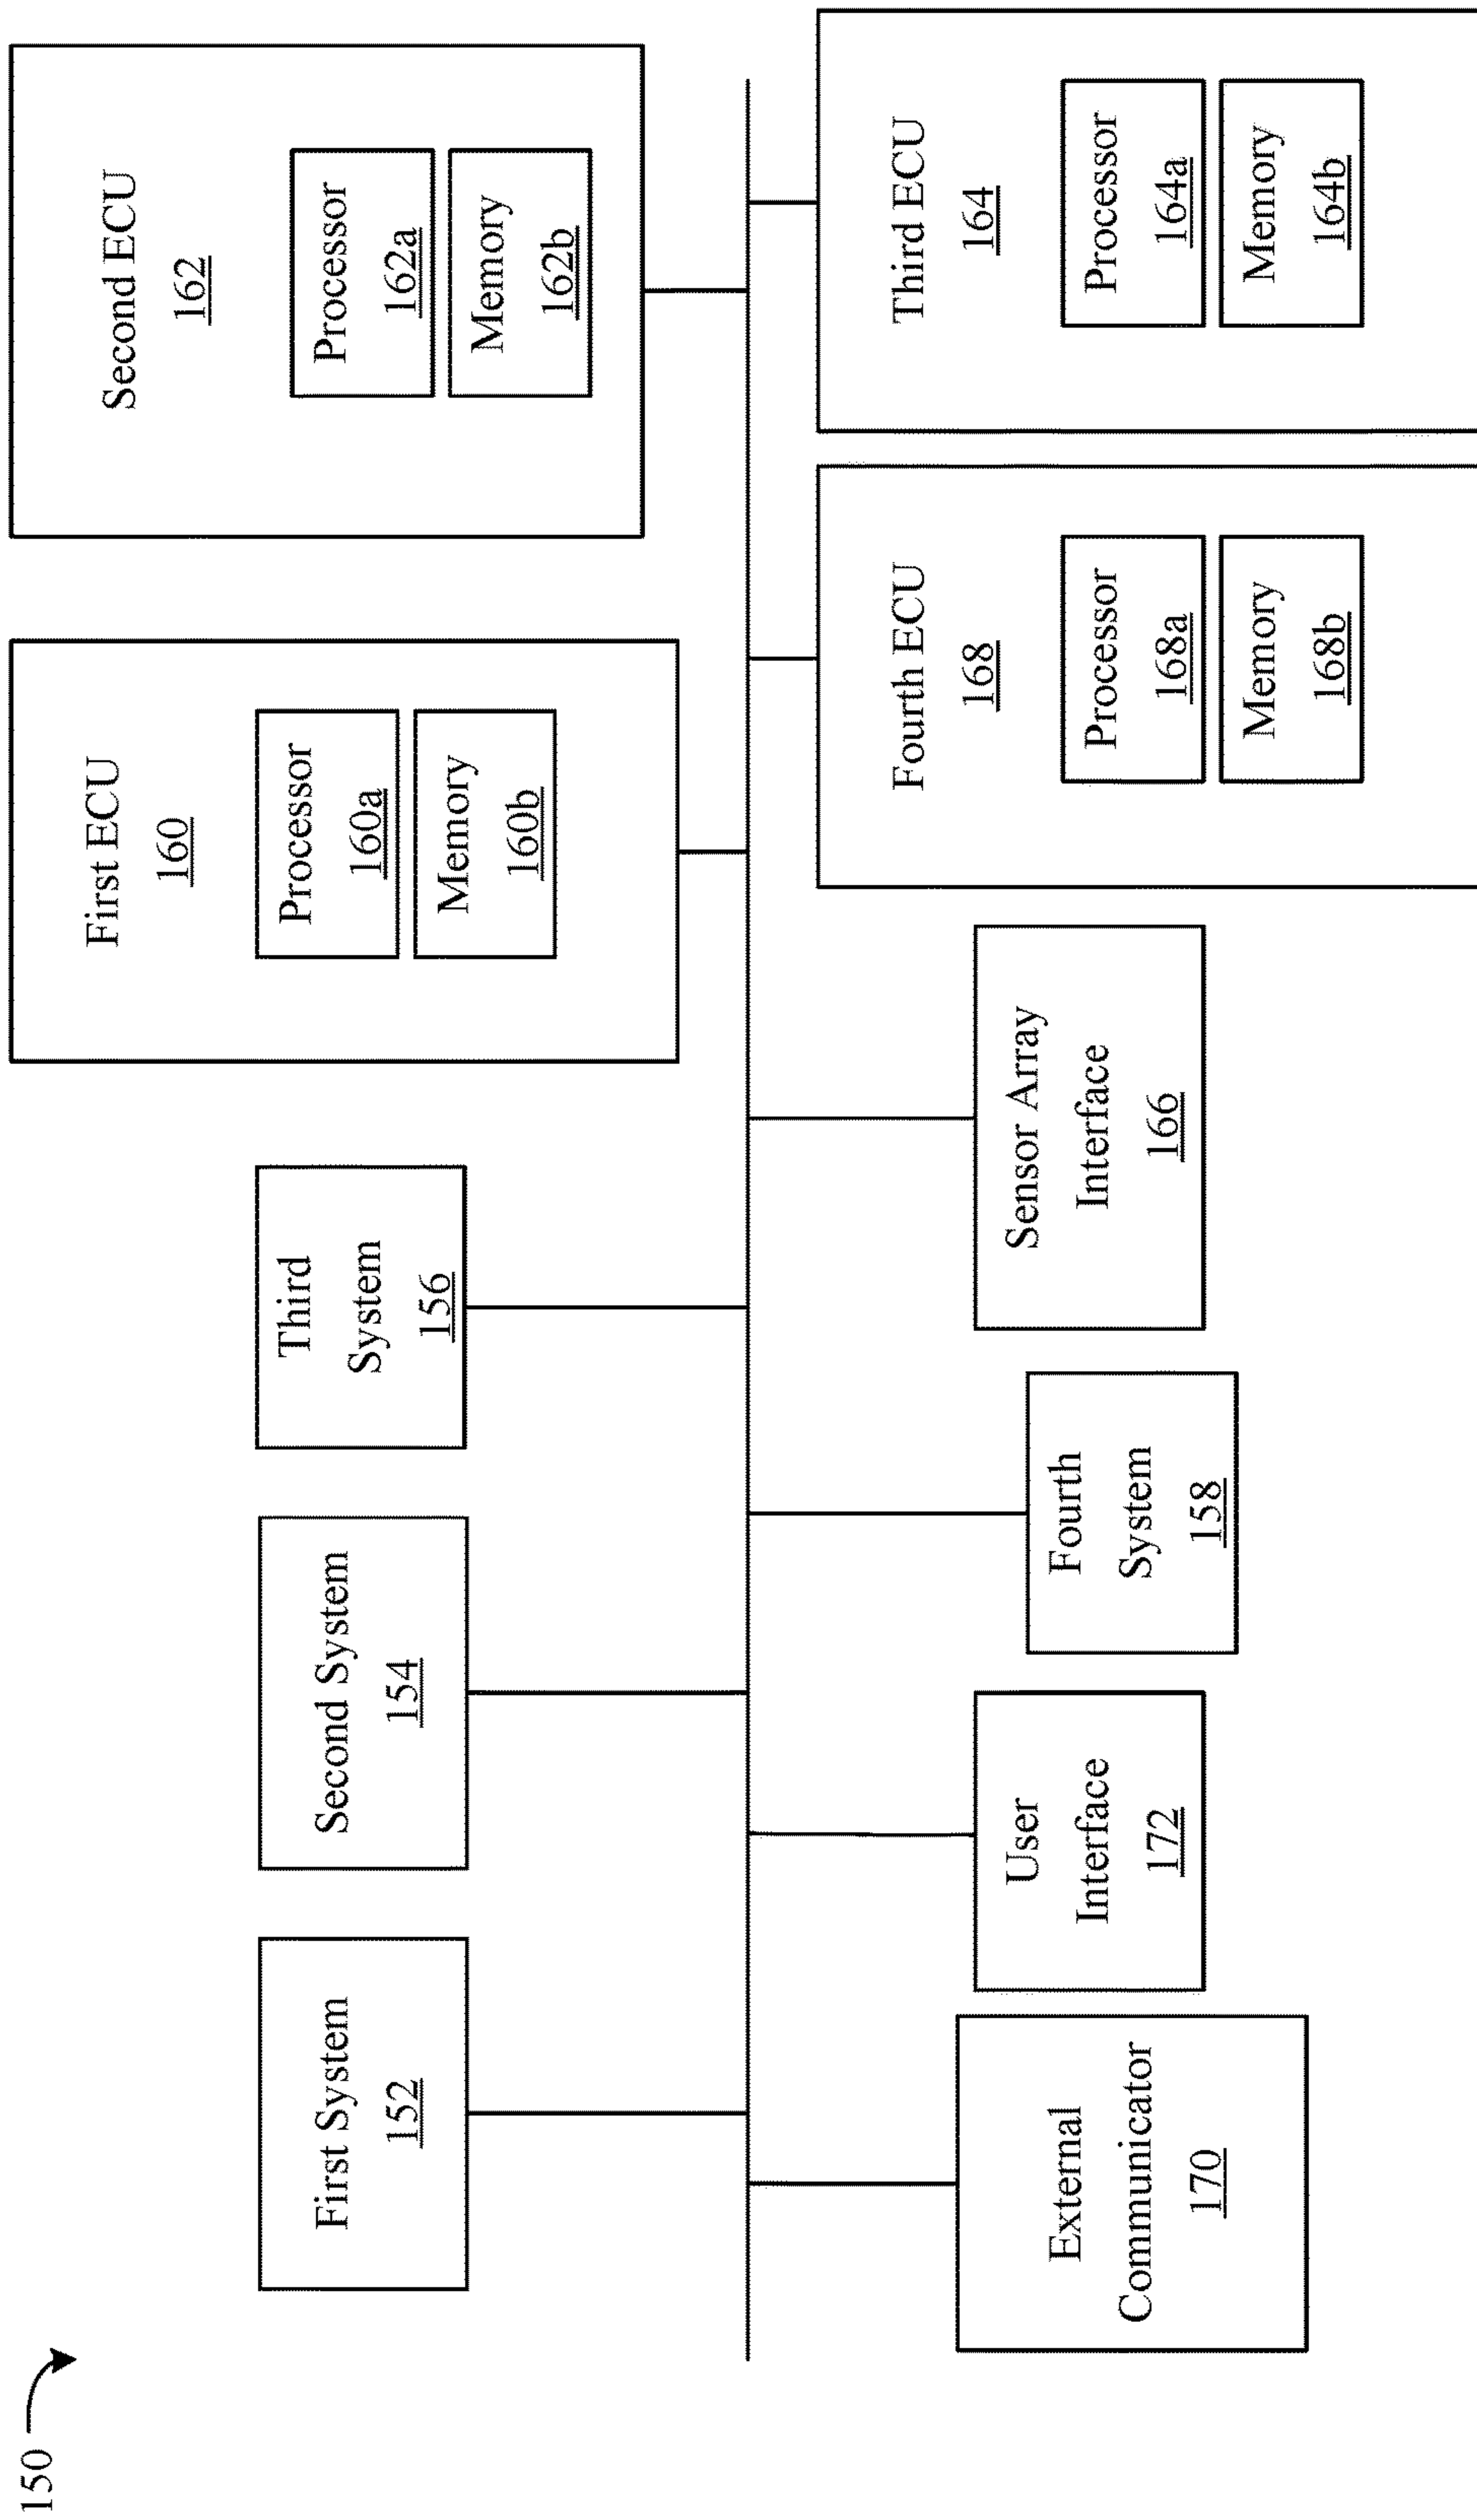 150
First System
152
Second System
154
Third
System
156
First ECU
160
Processor
160a
Memory
160b
Second ECU
162
Processor
162a
Memory
162b
External
Communicator
170
User
Interface
172
Fourth
System
158
Sensor Array
Interface
166
Fourth ECU
168
Processor
168a
Memory
168b
Third ECU
164
Processor
164a
Memory
164b